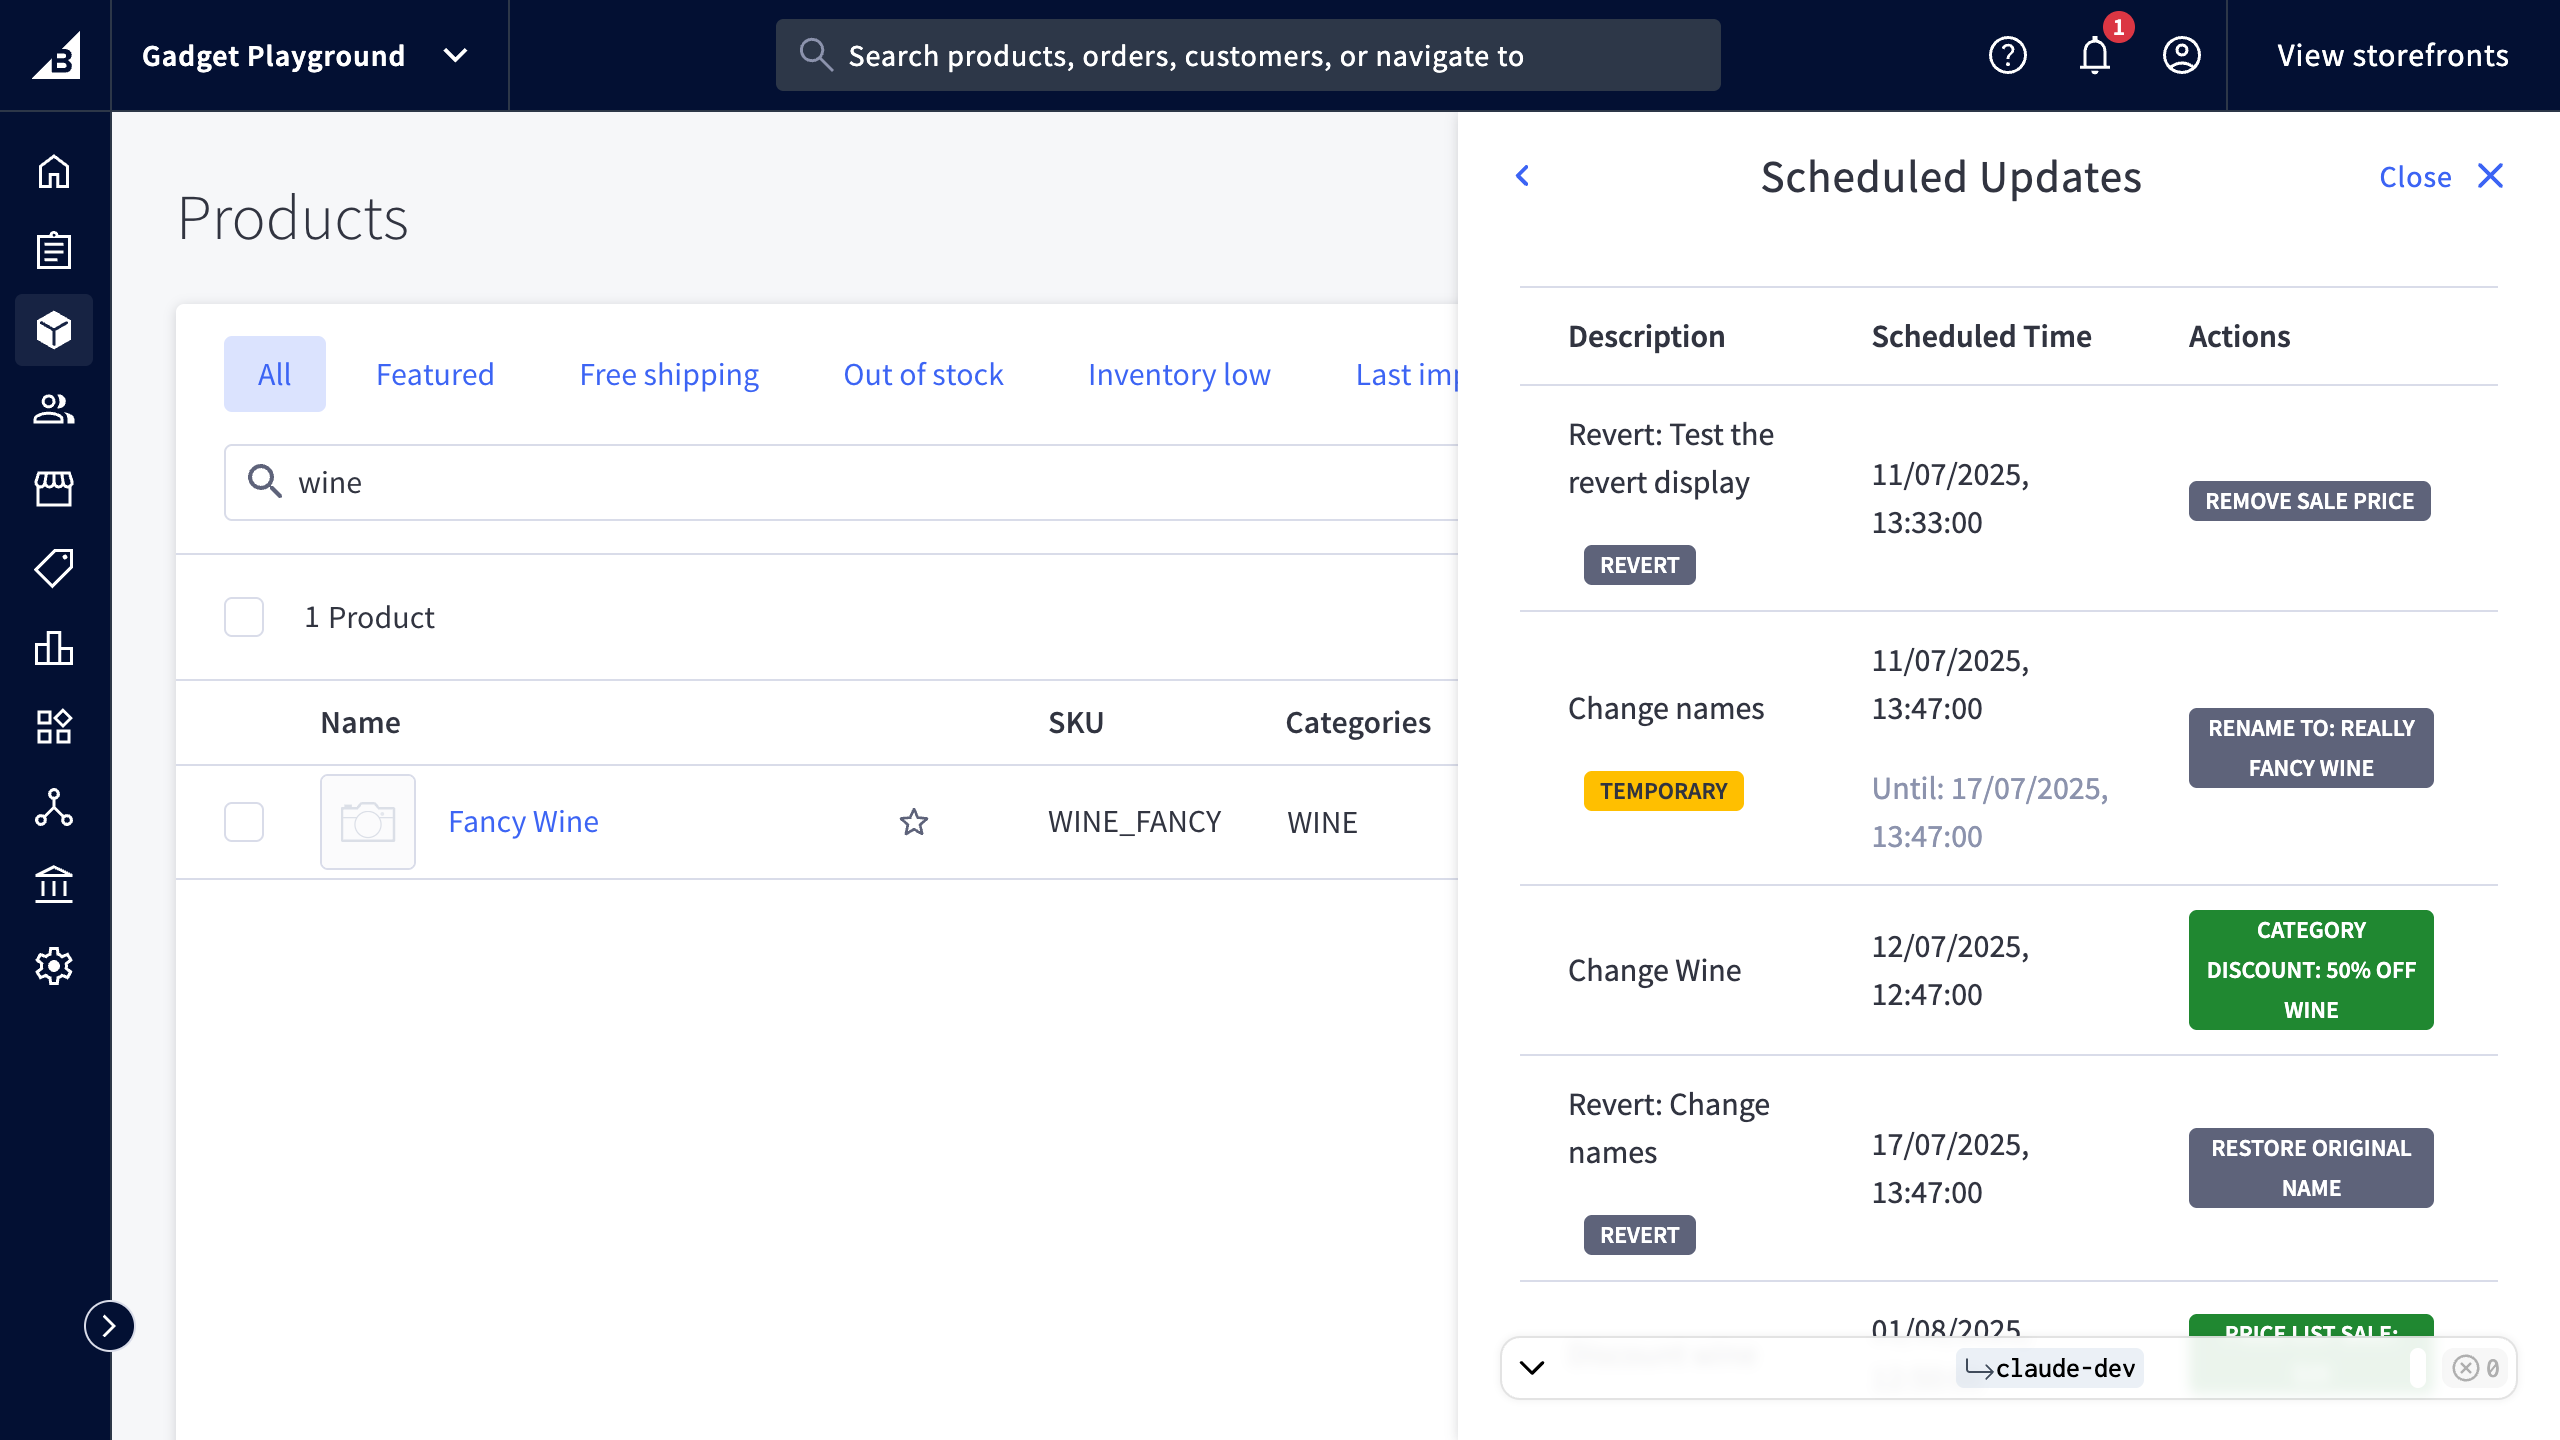 B
Gadget Playground
Search products, orders, customers, or navigate to
1
View storefronts
Products
All
Featured
Free shipping
Out of stock
Inventory low
Last imp
wine
1 Product
Name
SKU
Categories
Fancy Wine
WINE_FANCY
WINE
Scheduled Updates
Close
Description
Scheduled Time
Actions
Revert: Test the
revert display
REVERT
11/07/2025,
13:33:00
REMOVE SALE PRICE
Change names
TEMPORARY
11/07/2025,
13:47:00
Until: 17/07/2025,
13:47:00
RENAME TO: REALLY
FANCY WINE
Change Wine
12/07/2025,
12:47:00
CATEGORY
DISCOUNT: 50% OFF
WINE
Revert: Change
names
REVERT
17/07/2025,
13:47:00
RESTORE ORIGINAL
NAME
01/08/2025
PRICE LIST SALE:
claude-dev
0